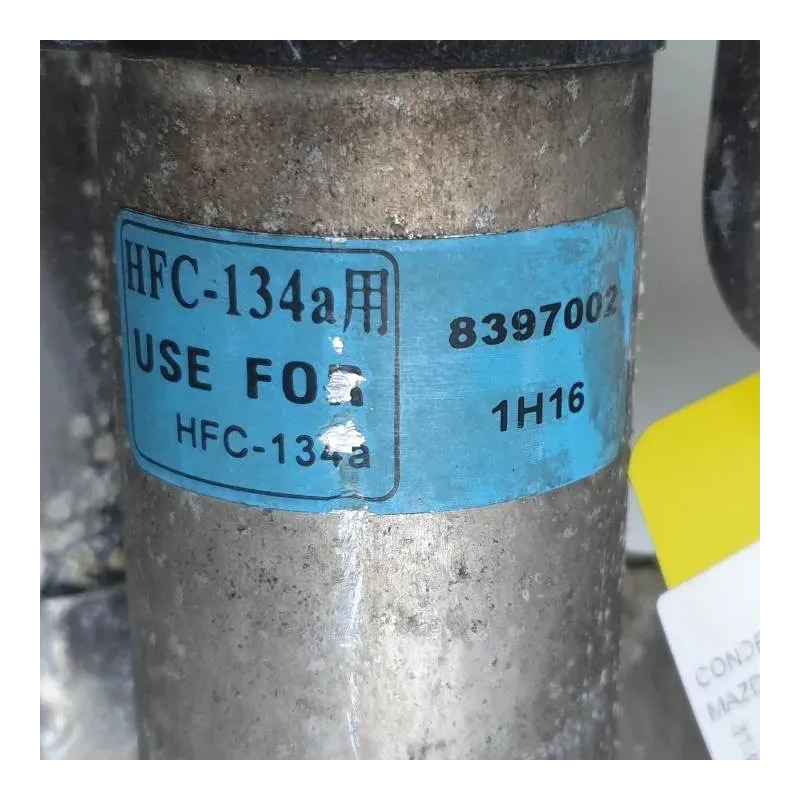 HFC-134a用
USE FOR
HFC-134a
8397002
1H16